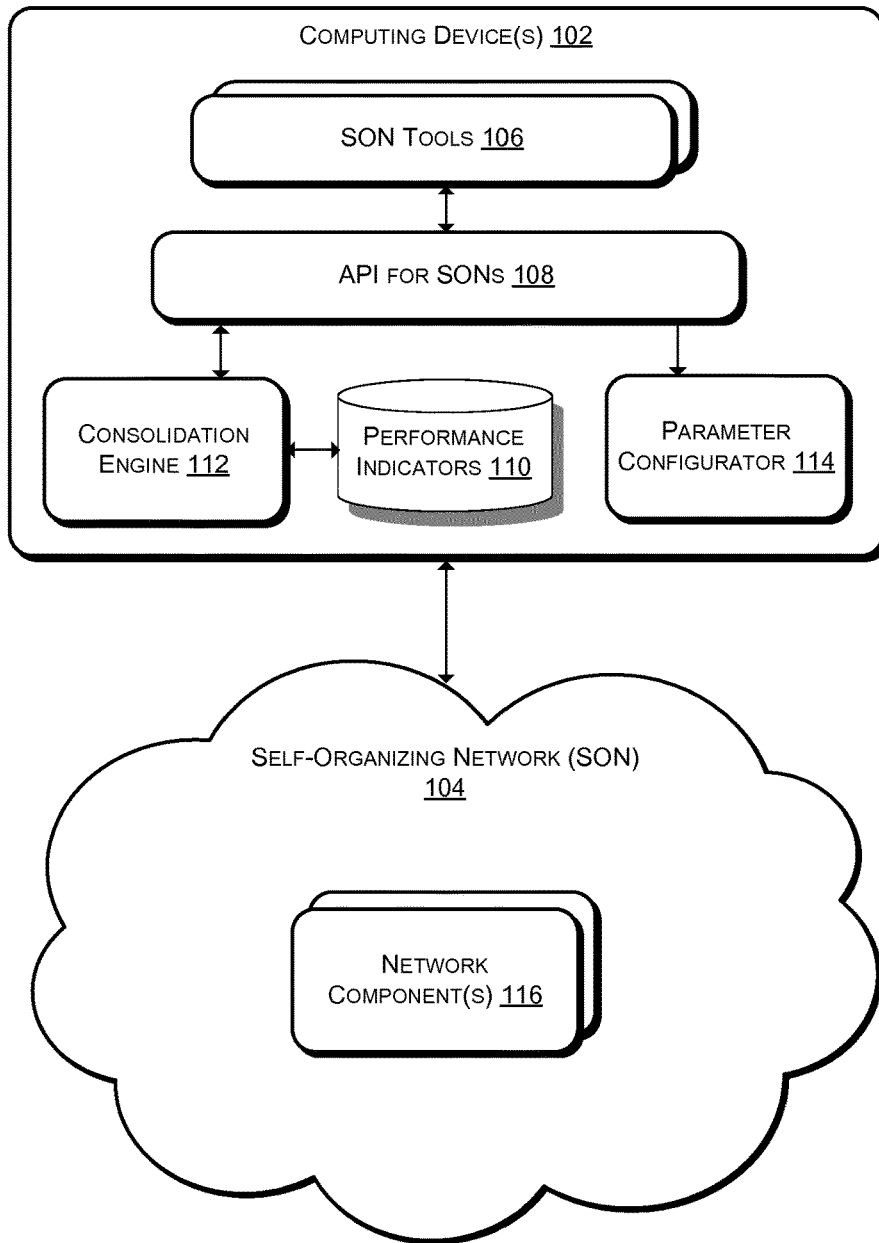 COMPUTING DEVICE(S) 102
SON TOOLS 106
API FOR SONS 108
CONSOLIDATION
ENGINE 112
PERFORMANCE
INDICATORS 110
PARAMETER
CONFIGURATOR 114
SELF-ORGANIZING NETWORK (SON)
104
NETWORK
COMPONENT(S) 116